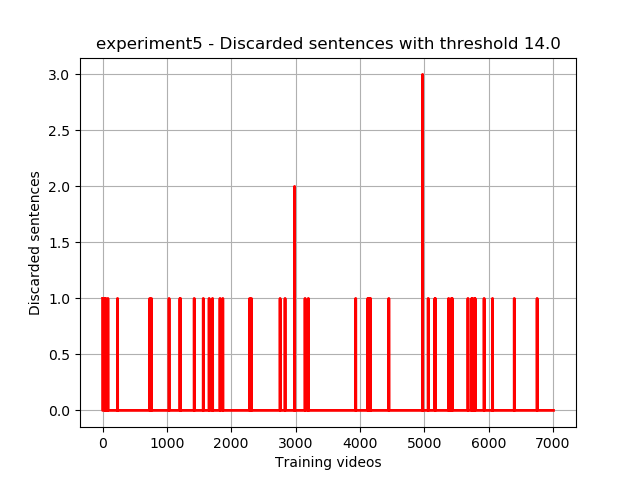 experiment5 - Discarded sentences with threshold 14.0
3.0
2.5
2.0
1.5
1.0
0.5
0.0
Discarded sentences
0 1000 2000 3000 4000 5000 6000 7000
Training videos